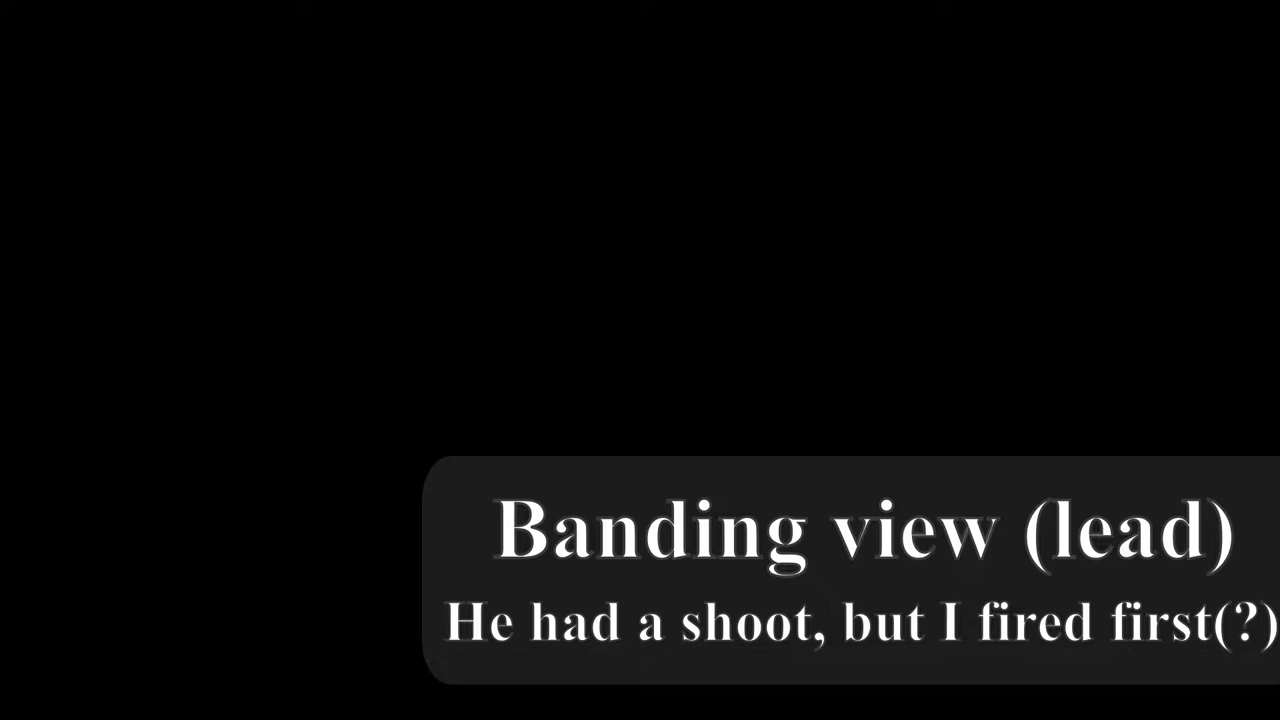 Banding view (lead)
He had a shoot, but I fired first(?)